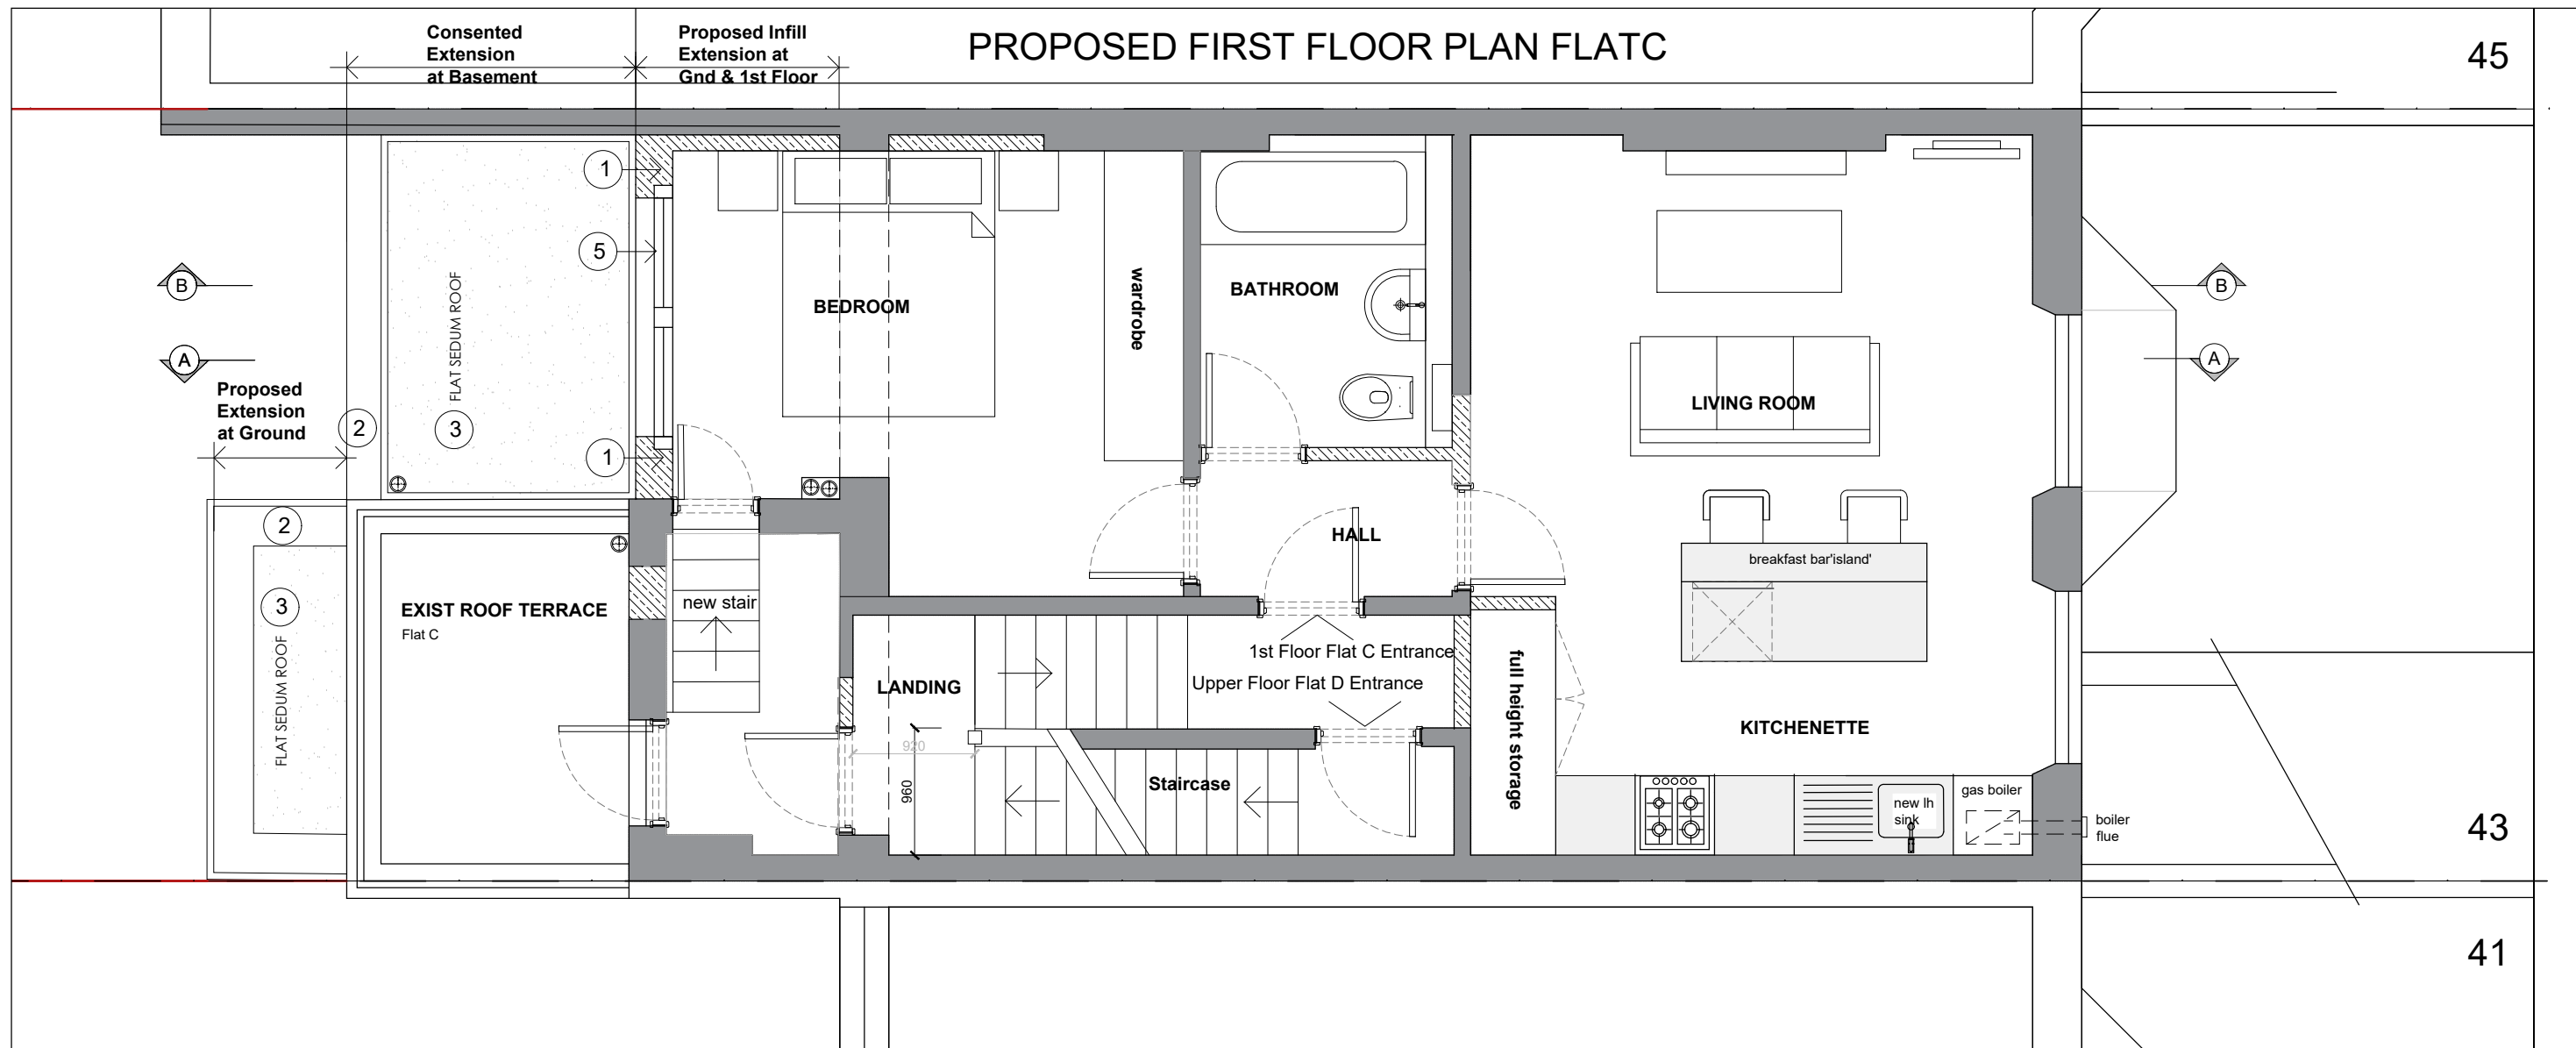 PROPOSED FIRST FLOOR PLAN FLATC
Consented
Extension
at Basement
Proposed Infill
Extension at
Gnd & 1st Floor
45
1
5
B
A
FLAT SEDUM ROOF
3
1
Proposed
Extension
at Ground
2
BEDROOM
wardrobe
BATHROOM
LIVING ROOM
B
A
HALL
breakfast bar'island'
2
3
FLAT SEDUM ROOF
EXIST ROOF TERRACE
Flat C
new stair
LANDING
1st Floor Flat C Entrance
Upper Floor Flat D Entrance
920
960
Staircase
full height storage
KITCHENETTE
new lh
sink
gas boiler
boiler
flue
43
41